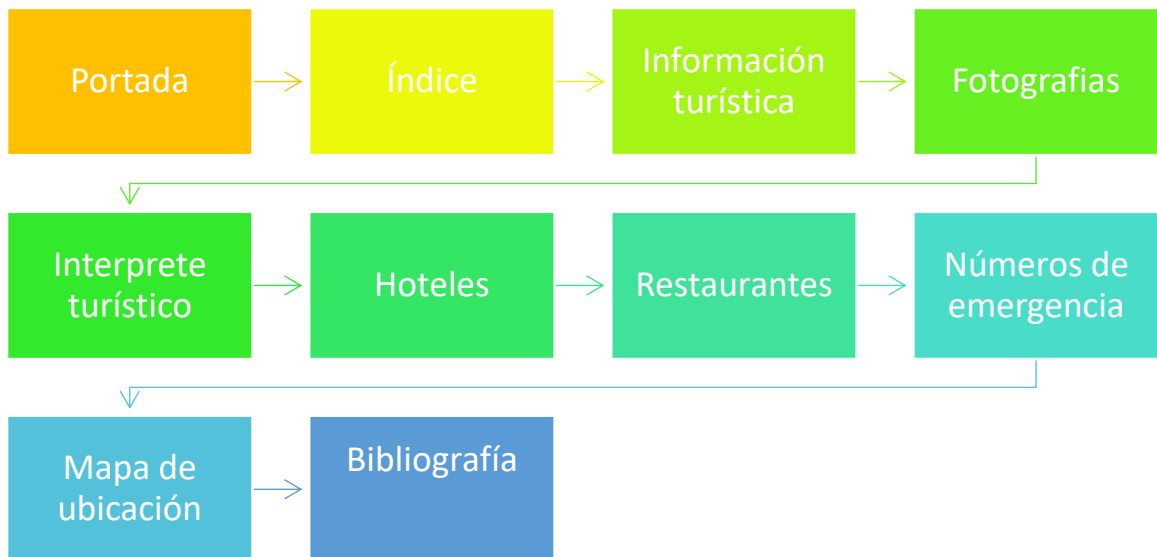 Portada
Índice
Información
turística
Fotografias
Interprete
turístico
Hoteles
Restaurantes
Números de
emergencia
Mapa de
ubicación
Bibliografía